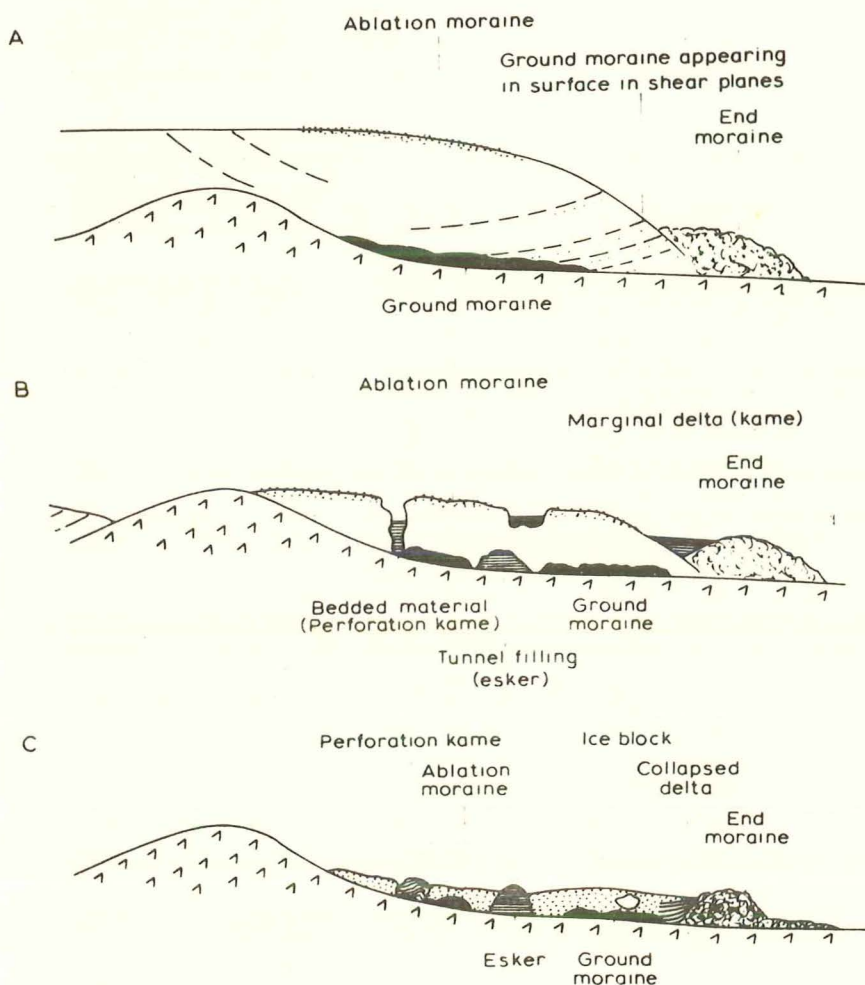 A
Ablation moraine
Ground moraine appearing
in surface in shear planes
End
moraine
Ground moraine
B
Ablation moraine
Marginal delta (kame)
End
moraine
Bedded material
(Perforation kame)
Ground
moraine
Tunnel filling
(esker)
C
Perforation kame
Ice block
Ablation
moraine
Collapsed
delta
End
moraine
Esker
Ground
moraine